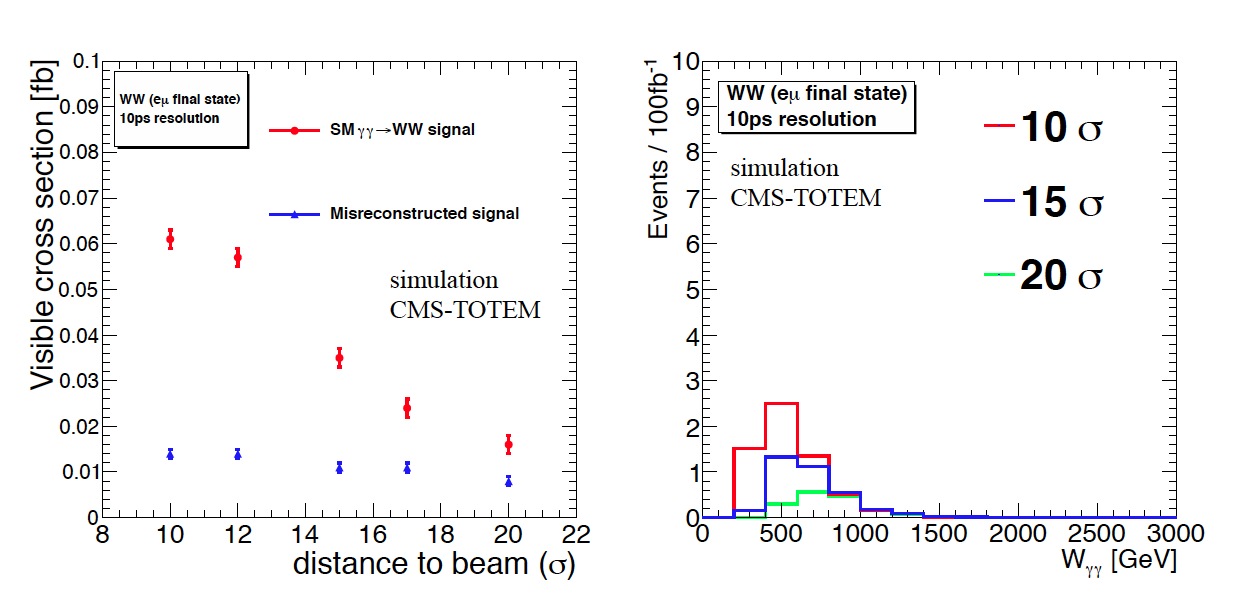 0.1
0.09
0.08
0.07
0.06
0.05
0.04
0.03
0.02
0.01
0
8
10
12
14
16
18
20
22
Visible cross section [fb]
distance to beam (σ)
WW (eμ final state)
10ps resolution
SM γγ→WW signal
Misreconstructed signal
simulation
CMS-TOTEM
10
9
8
7
6
5
4
3
2
1
0
0
500
1000
1500
2000
2500
3000
Events / 100fb⁻¹
Wγγ [GeV]
WW (eμ final state)
10ps resolution
simulation
CMS-TOTEM
10 σ
15 σ
20 σ